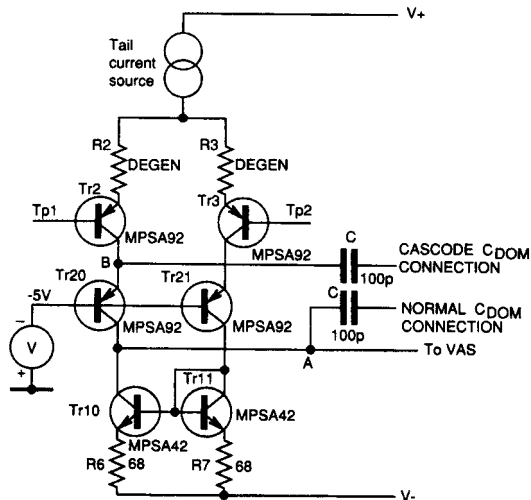 V+
Tail
current
source
R2
R3
DEGEN
DEGEN
Tr2
Tr3
Tp1
Tp2
MPSA92
MPSA92
C
100p
CASCODE CDOM
CONNECTION
B
Tr20
Tr21
-5V
MPSA92
MPSA92
C
100p
NORMAL CDOM
CONNECTION
V
+
A
To VAS
Tr10
Tr11
MPSA42
MPSA42
R6
68
R7
68
V-